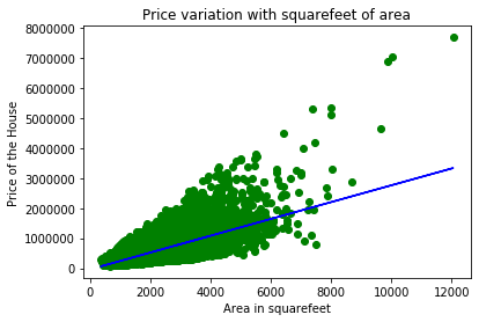 Price variation with squarefeet of area
Price of the House
8000000
7000000
6000000
5000000
4000000
3000000
2000000
1000000
0
0 2000 4000 6000 8000 10000 12000
Area in squarefeet